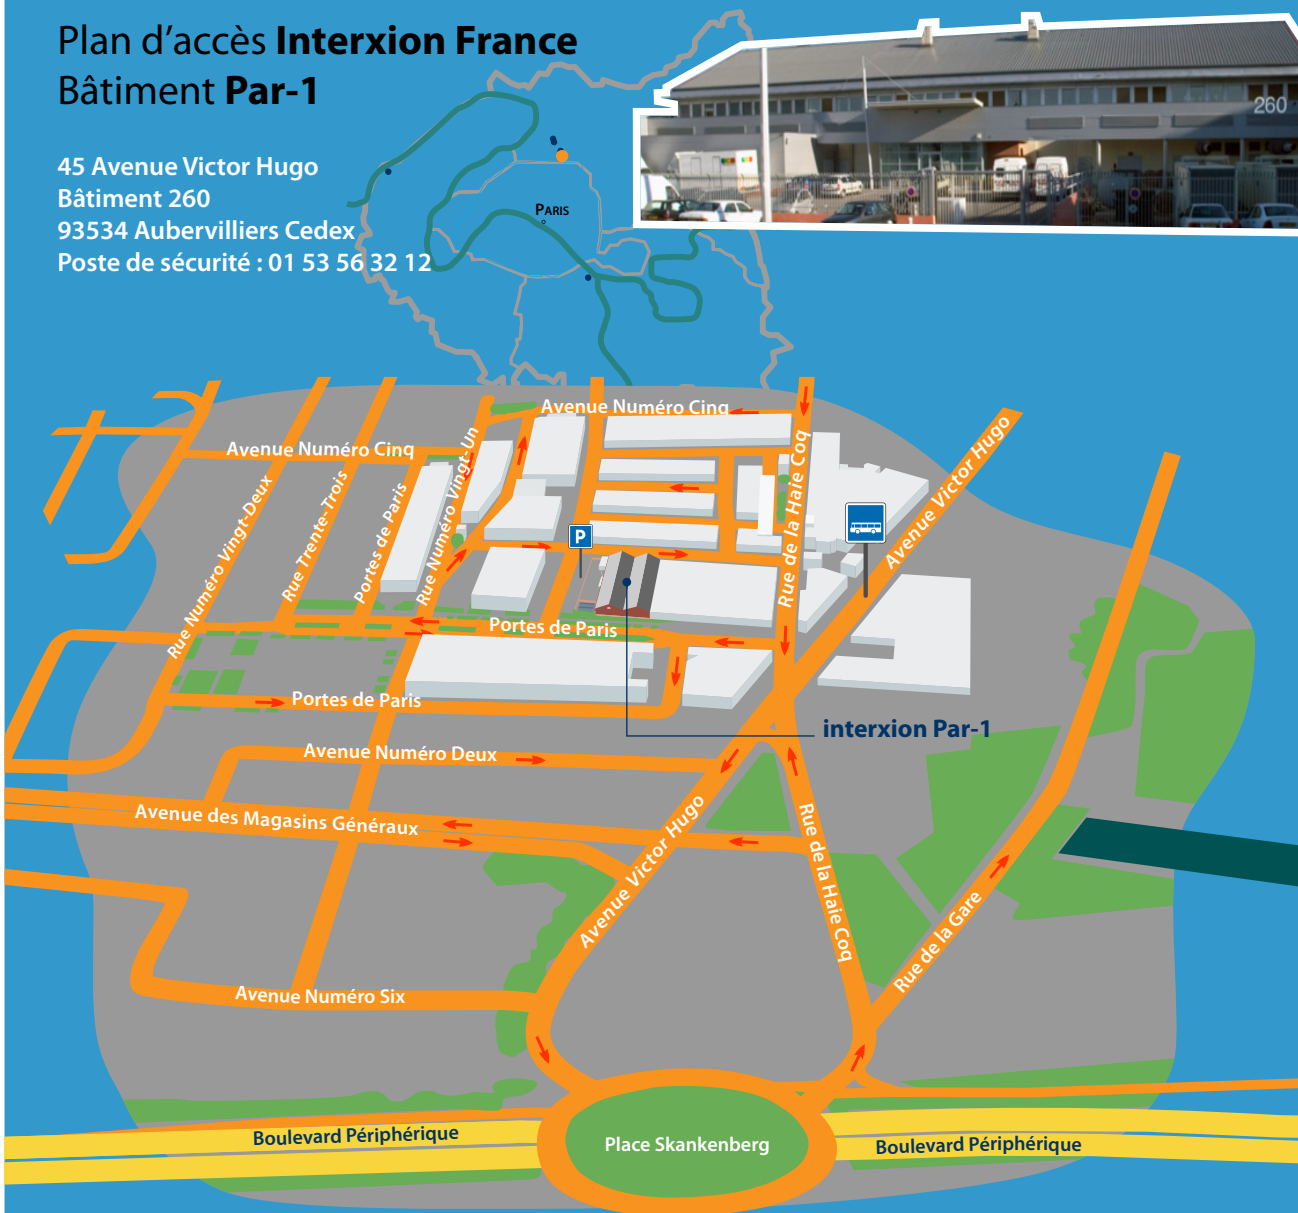 Plan d’accès Interxion France
Bâtiment Par-1
45 Avenue Victor Hugo
Bâtiment 260
93534 Aubervilliers Cedex
Poste de sécurité : 01 53 56 32 12
260
PARIS
Avenue Numéro Cinq
Avenue Numéro Cinq
Rue Numéro Vingt-Deux
Rue Trente-Trois
Portes de Paris
Rue Numéro Vingt-Un
P
Rue de la Haie Coq
Avenue Victor Hugo
Portes de Paris
Portes de Paris
interxion Par-1
Avenue Numéro Deux
Avenue des Magasins Généraux
Avenue Victor Hugo
Rue de la Haie Coq
Rue de la Gare
Avenue Numéro Six
Boulevard Périphérique
Place Skankenberg
Boulevard Périphérique